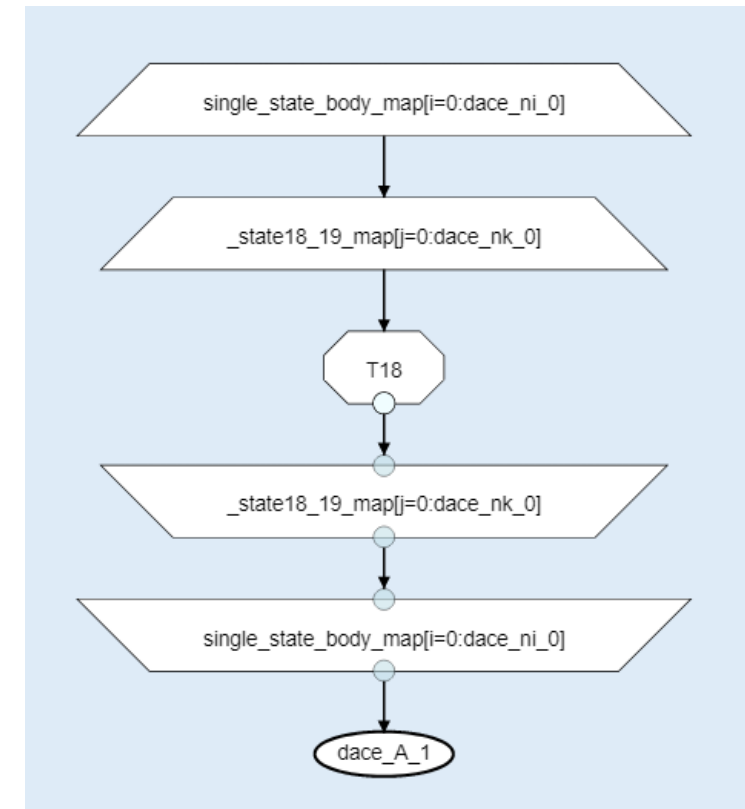 single_state_body_map[i=0:dace_ni_0]
_state18_19_map[j=0:dace_nk_0]
T18
_state18_19_map[j=0:dace_nk_0]
single_state_body_map[i=0:dace_ni_0]
dace_A_1